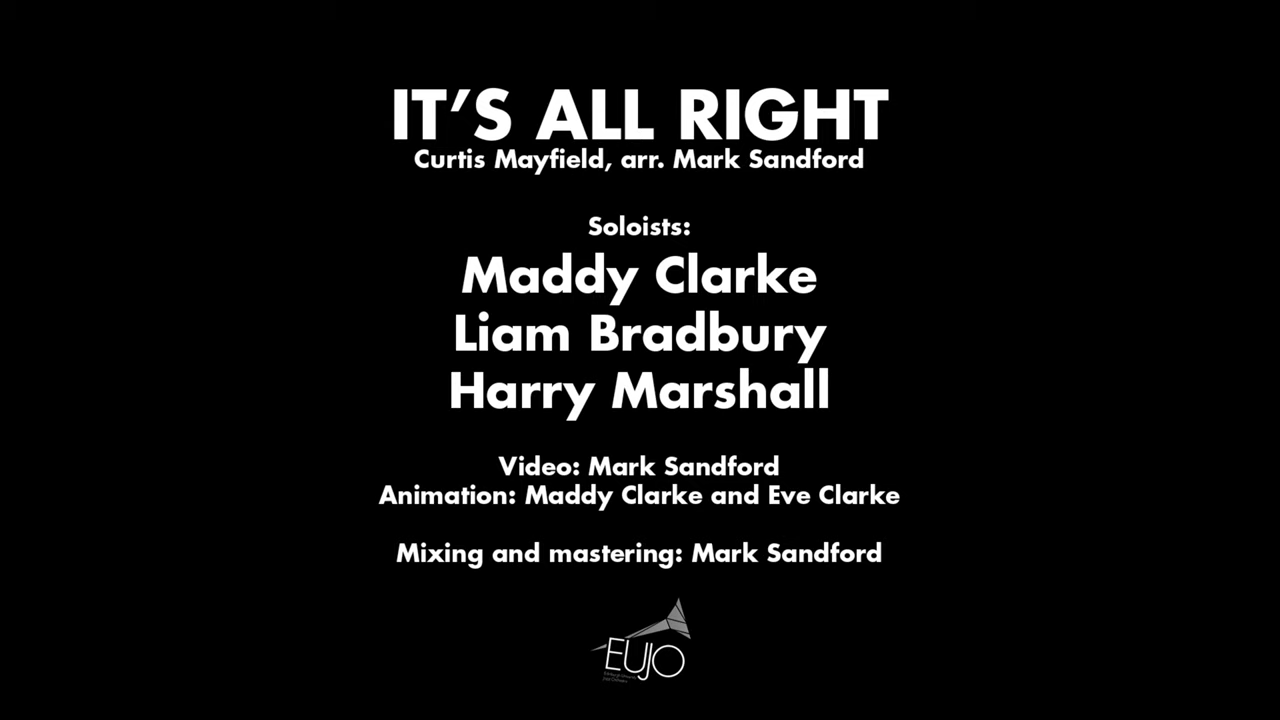 IT’S ALL RIGHT
Curtis Mayfield, arr. Mark Sandford
Soloists:
Maddy Clarke
Liam Bradbury
Harry Marshall
Video: Mark Sandford
Animation: Maddy Clarke and Eve Clarke
Mixing and mastering: Mark Sandford
EUJO